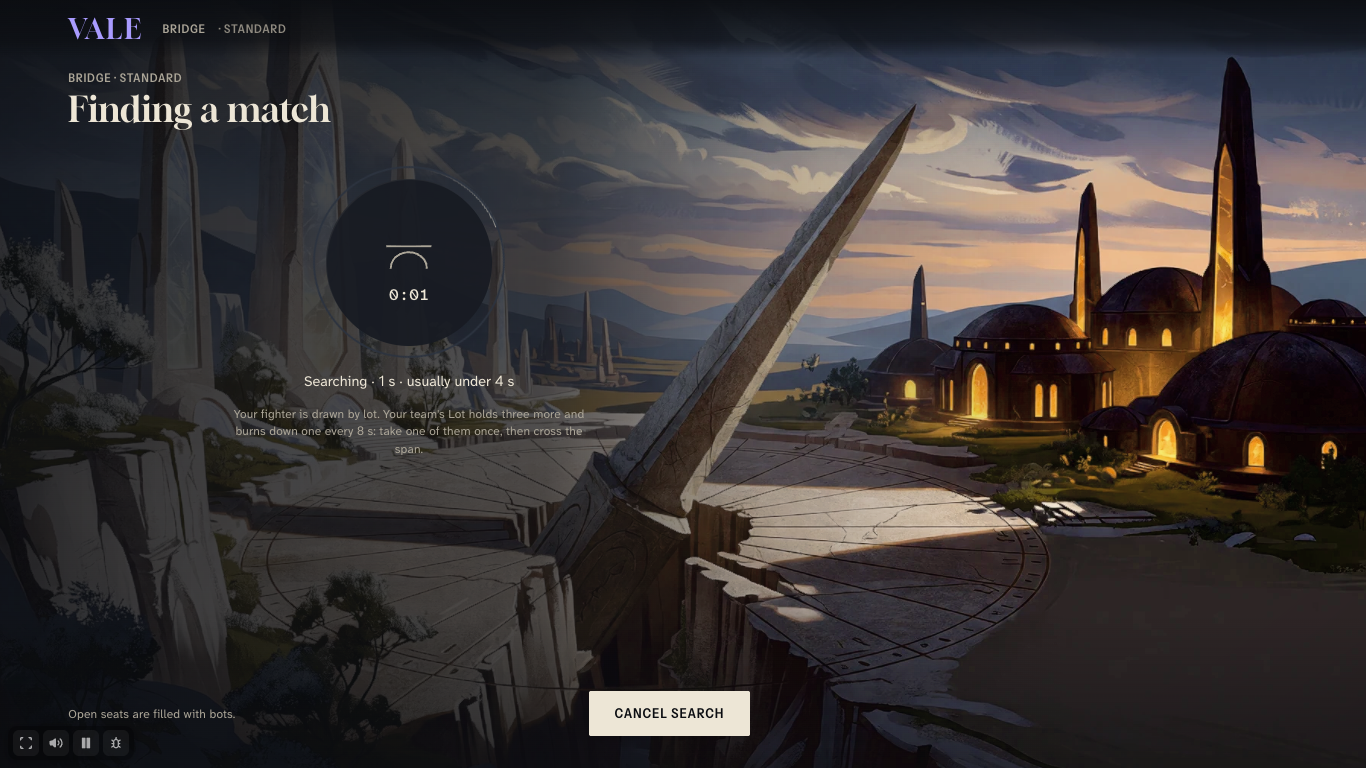 VALE
BRIDGE · STANDARD
BRIDGE · STANDARD
Finding a match
0:01
Searching · 1 s · usually under 4 s
Your fighter is drawn by lot. Your team's Lot holds three more and
burns down one every 8 s: take one of them once, then cross the
span.
Open seats are filled with bots.
CANCEL SEARCH